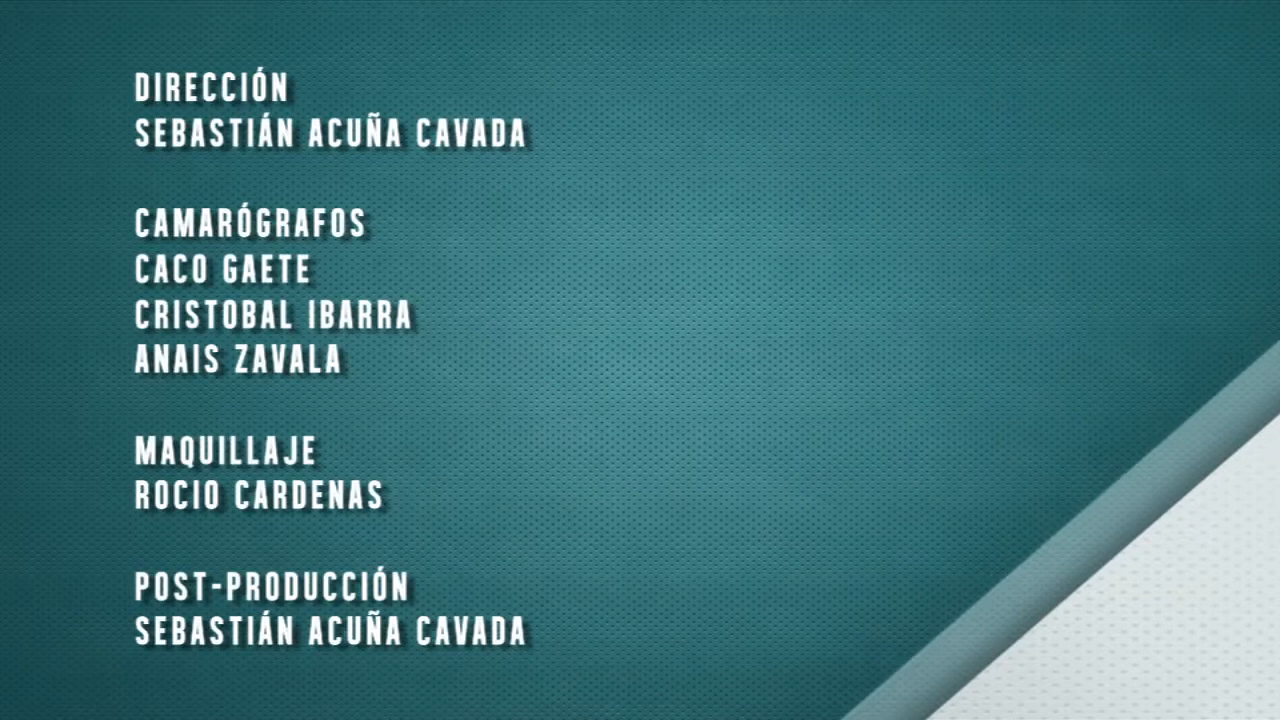 DIRECCIÓN
SEBASTIÁN ACUÑA CAVADA
CAMARÓGRAFOS
CACO GAETE
CRISTOBAL IBARRA
ANAIS ZAVALA
MAQUILLAJE
ROCIO CARDENAS
POST-PRODUCCIÓN
SEBASTIÁN ACUÑA CAVADA